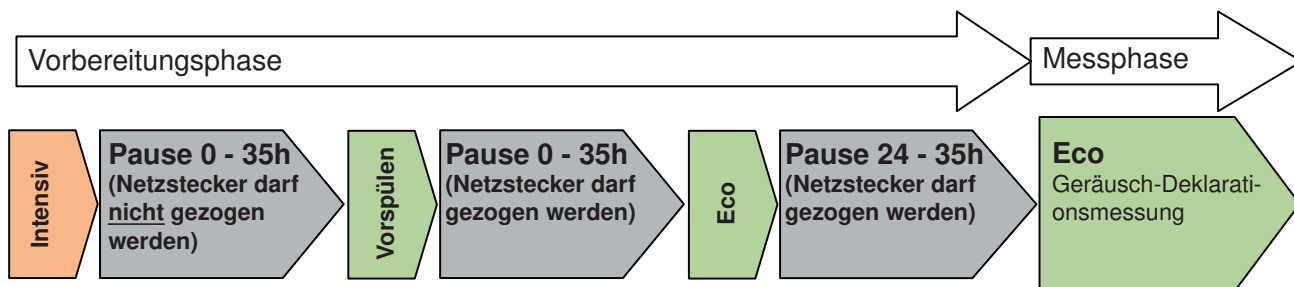 Vorbereitungsphase
Messphase
Intensiv
Pause 0 - 35h
(Netzstecker darf
nicht gezogen
werden)
Vorspülen
Pause 0 - 35h
(Netzstecker darf
gezogen werden)
Eco
Pause 24 - 35h
(Netzstecker darf
gezogen werden)
Eco
Geräusch-Deklarati-
onsmessung